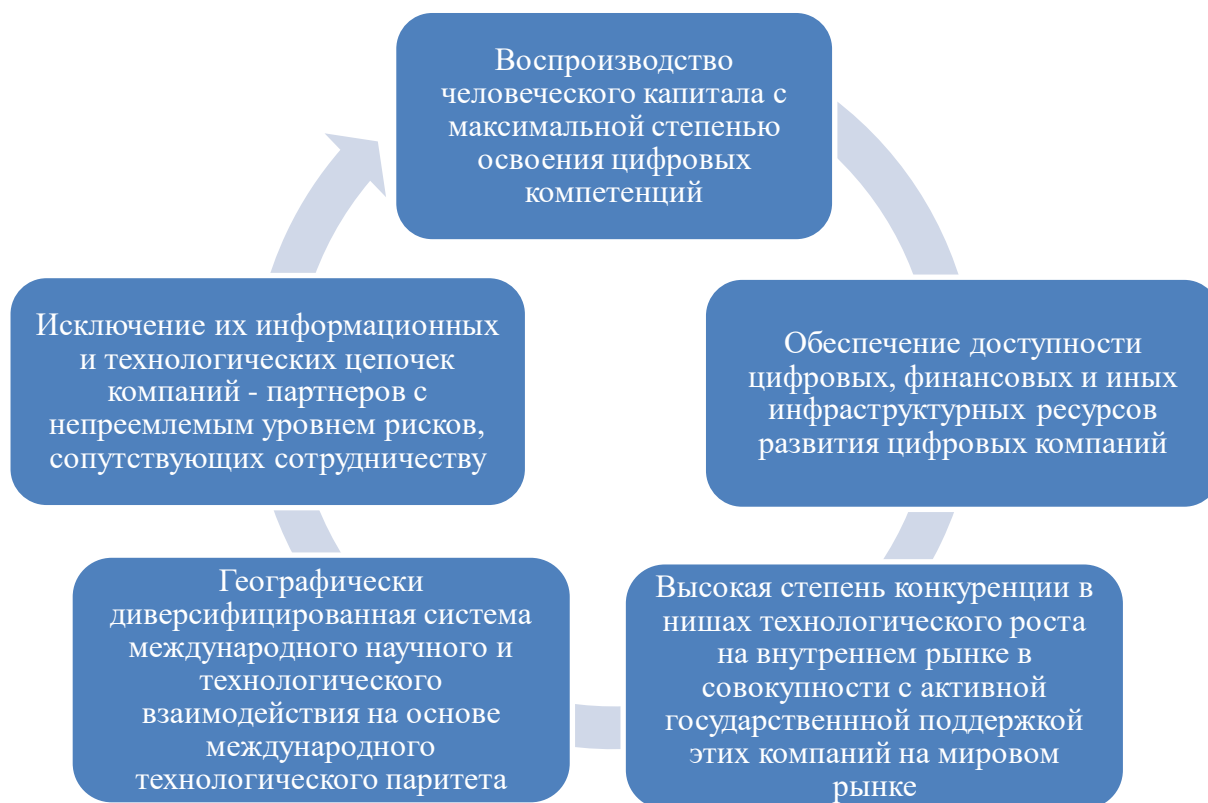 Воспроизводство
человеческого капитала с
максимальной степенью
освоения цифровых
компетенций
Обеспечение доступности
цифровых, финансовых и иных
инфраструктурных ресурсов
развития цифровых компаний
Высокая степень конкуренции в
нишах технологического роста
на внутреннем рынке в
совокупности с активной
государственнной поддержкой
этих компаний на мировом
рынке
Географически
диверсифицированная система
международного научного и
технологического
взаимодействия на основе
международного
технологического паритета
Исключение их информационных
и технологических цепочек
компаний - партнеров с
непреемлемым уровнем рисков,
сопутствующих сотрудничеству